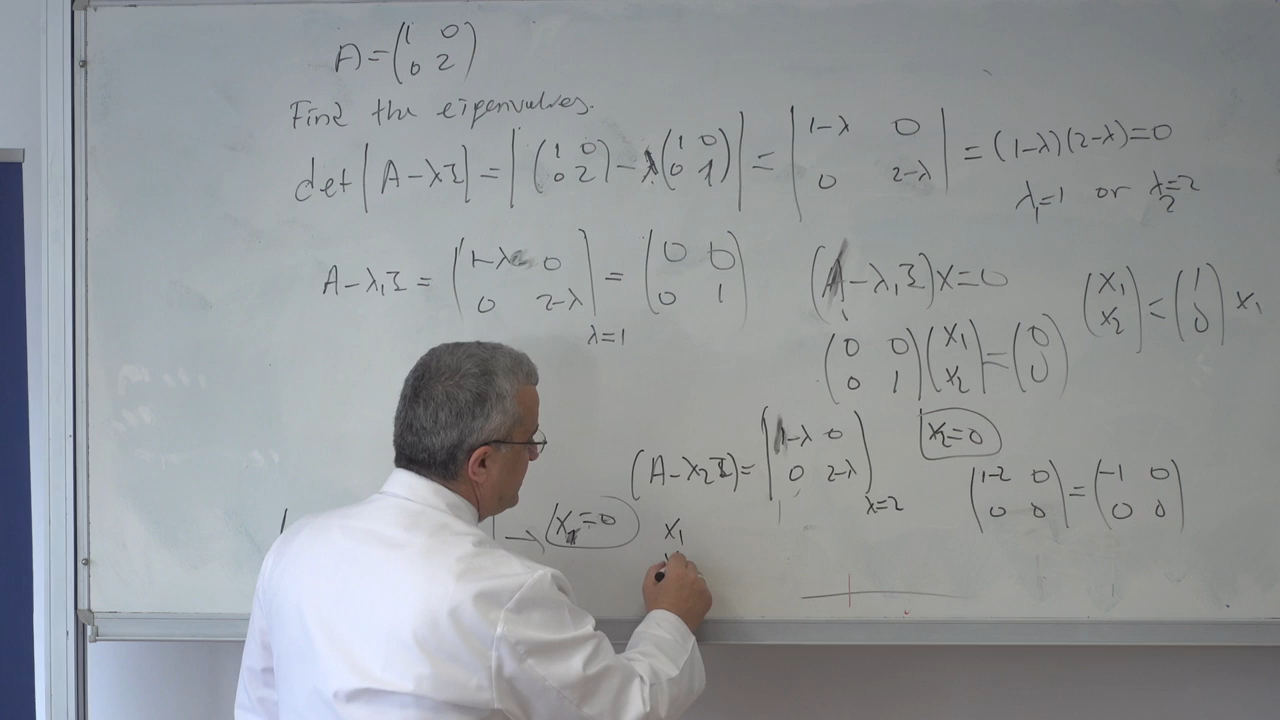 A = (1 0
0 2)
Find the eigenvalues.
det|A-λI| = |(1 0
0 2) - λ(1 0
0 1)| = |1-λ 0
0 2-λ| = (1-λ)(2-λ)=0
λ₁=1 or λ₂=2
A-λ₁I = (1-λ 0
0 2-λ)λ=1 = (0 0
0 1)
(A-λ₁I)X=0
(0 0
0 1)(x₁
x₂) = (0
0)
(x₁
x₂) = (1
0) x₁
x₂=0
(A-λ₂I) = (1-λ 0
0 2-λ)λ=2
(1-2 0
0 0) = (-1 0
0 0)
→ x₁=0
x₁